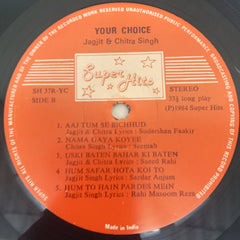 YOUR CHOICE
Jagjit & Chitra Singh
Super Hits
SH 378-YC
SIDE B
STEREO
33⅓ long play
(P)1984 Super Hits
1- AAJ TUM SE BICHHUD
Jagjit & Chitra Lyrics : Sudarshan Faakir
2- NAMA GAYA KOYEE
Chitra Singh Lyrics : Seemab
3- USKI BATEN BAHAR KI BATEN
Jagjit & Chitra Lyrics : Saeed Rahi
4- HUM SAFAR HOTA KOI TO
Jagjit & Chitra Lyrics : Sardar Anjum
5- HUM TO HAIN PARDES MEIN
Jagjit Singh Lyrics : Rahi Masoom Reza
Made in India